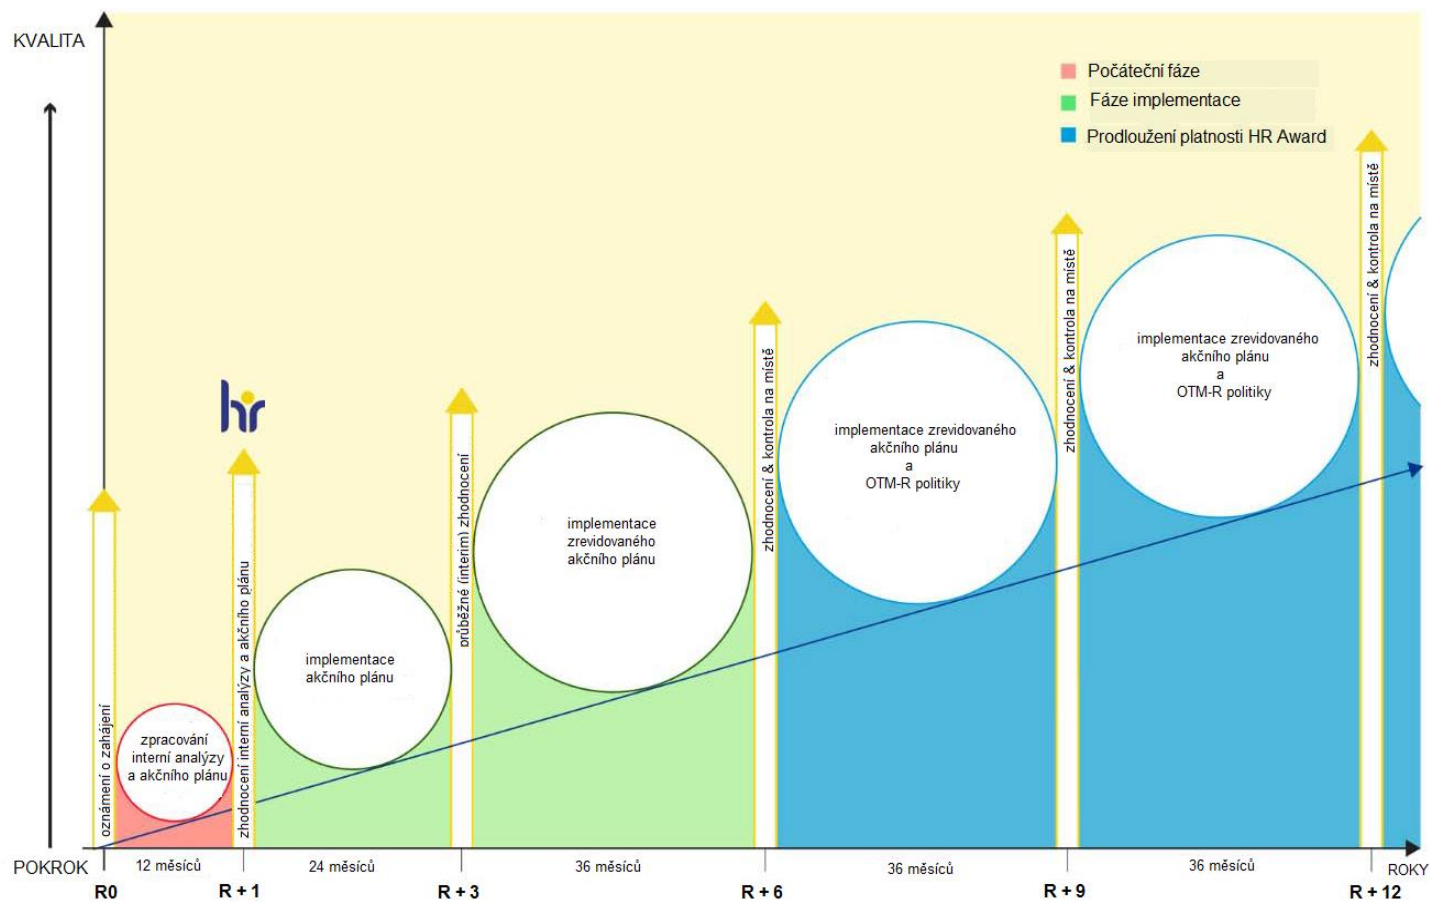 KVALITA
Počáteční fáze
Fáze implementace
Prodloužení platnosti HR Award
hr
oznámení o zahájení
zpracování
interní analýzy
a akčního plánu
zhodnocení interní analýzy a akčního plánu
implementace
akčního plánu
průběžné (interim) zhodnocení
implementace
zrevidovaného
akčního plánu
zhodnocení & kontrola na místě
implementace zrevidovaného
akčního plánu
a
OTM-R politiky
zhodnocení & kontrola na místě
implementace zrevidovaného
akčního plánu
a
OTM-R politiky
zhodnocení & kontrola na místě
POKROK
12 měsíců
24 měsíců
36 měsíců
36 měsíců
36 měsíců
ROKY
R0
R + 1
R + 3
R + 6
R + 9
R + 12